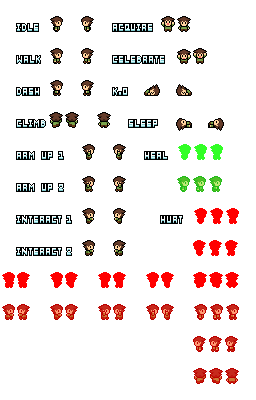 IDLE ACQUIRE
WALK CELEBRATE
DASH K.O
CLIMB SLEEP
ARM UP 1 HEAL
ARM UP 2
INTERACT 1 HURT
INTERACT 2